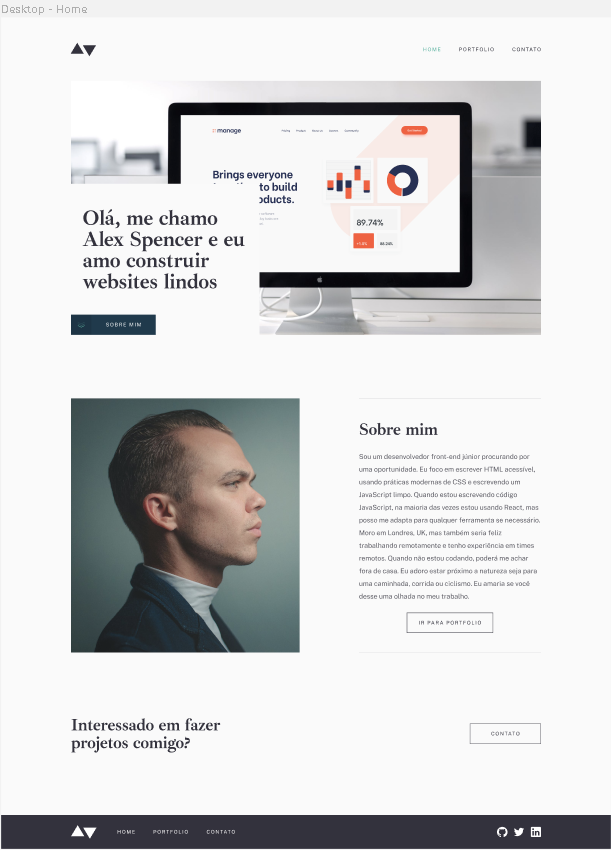 Desktop - Home
HOME PORTFOLIO CONTATO
manage
Brings everyone
to build
oducts.
89.74%
Olá, me chamo
Alex Spencer e eu
amo construir
websites lindos
SOBRE MIM
Sobre mim
Sou um desenvolvedor front-end júnior procurando por
uma oportunidade. Eu foco em escrever HTML acessível,
usando práticas modernas de CSS e escrevendo um
JavaScript limpo. Quando estou escrevendo código
JavaScript, na maioria das vezes estou usando React, mas
posso me adapta para qualquer ferramenta se necessário.
Moro em Londres, UK, mas também seria feliz
trabalhando remotamente e tenho experiência em times
remotos. Quando não estou codando, poderá me achar
fora de casa. Eu adoro estar próximo a natureza seja para
uma caminhada, corrida ou ciclismo. Eu amaria se você
desse uma olhada no meu trabalho.
IR PARA PORTFOLIO
Interessado em fazer
projetos comigo?
CONTATO
HOME PORTFOLIO CONTATO